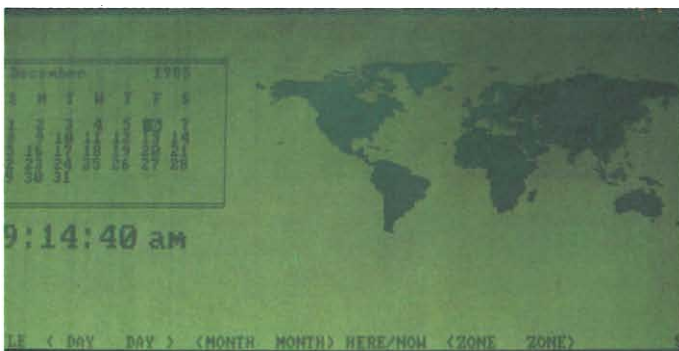 December 1985
S M T W T F S
1 2 3 4 5 6 7
8 9 10 11 12 13 14
15 16 17 18 19 20 21
22 23 24 25 26 27 28
29 30 31
9:14:40 am
LE < DAY DAY > <MONTH MONTH> HERE/NOW <ZONE ZONE>